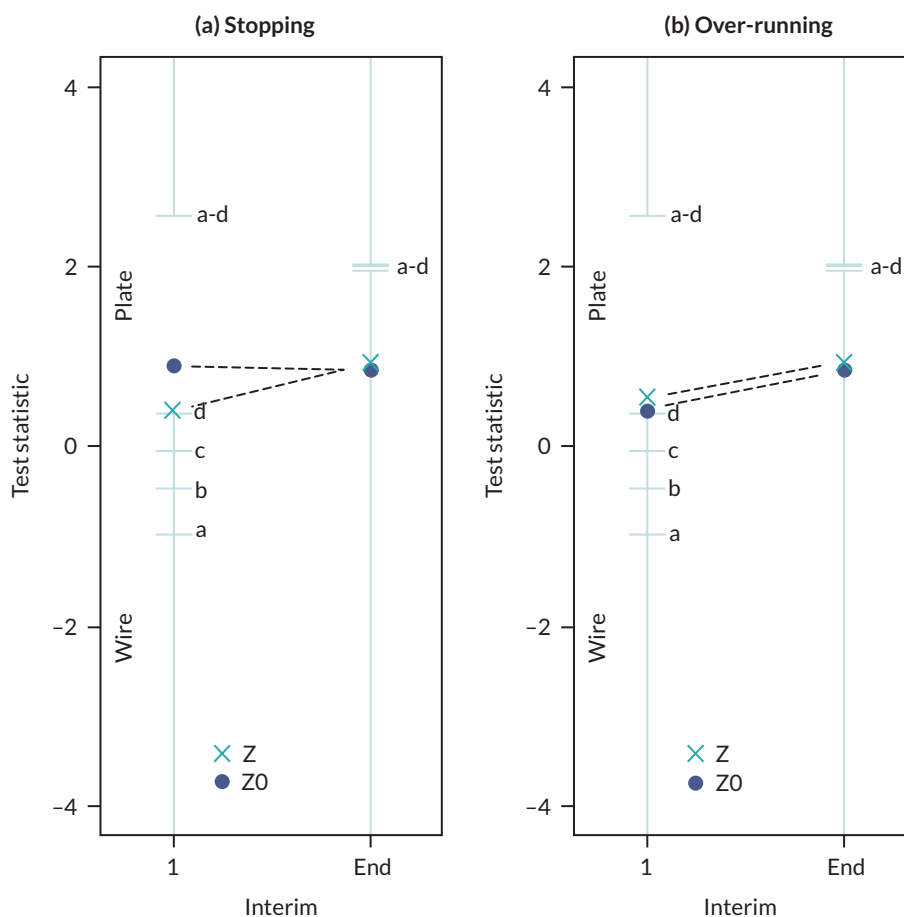 (a) Stopping
4
2
0
–2
–4
Test statistic
Plate
Wire
a-d
a-d
d
c
b
a
Z
Z0
1
End
Interim
(b) Over-running
4
2
0
–2
–4
Test statistic
Plate
Wire
a-d
a-d
d
c
b
a
Z
Z0
1
End
Interim